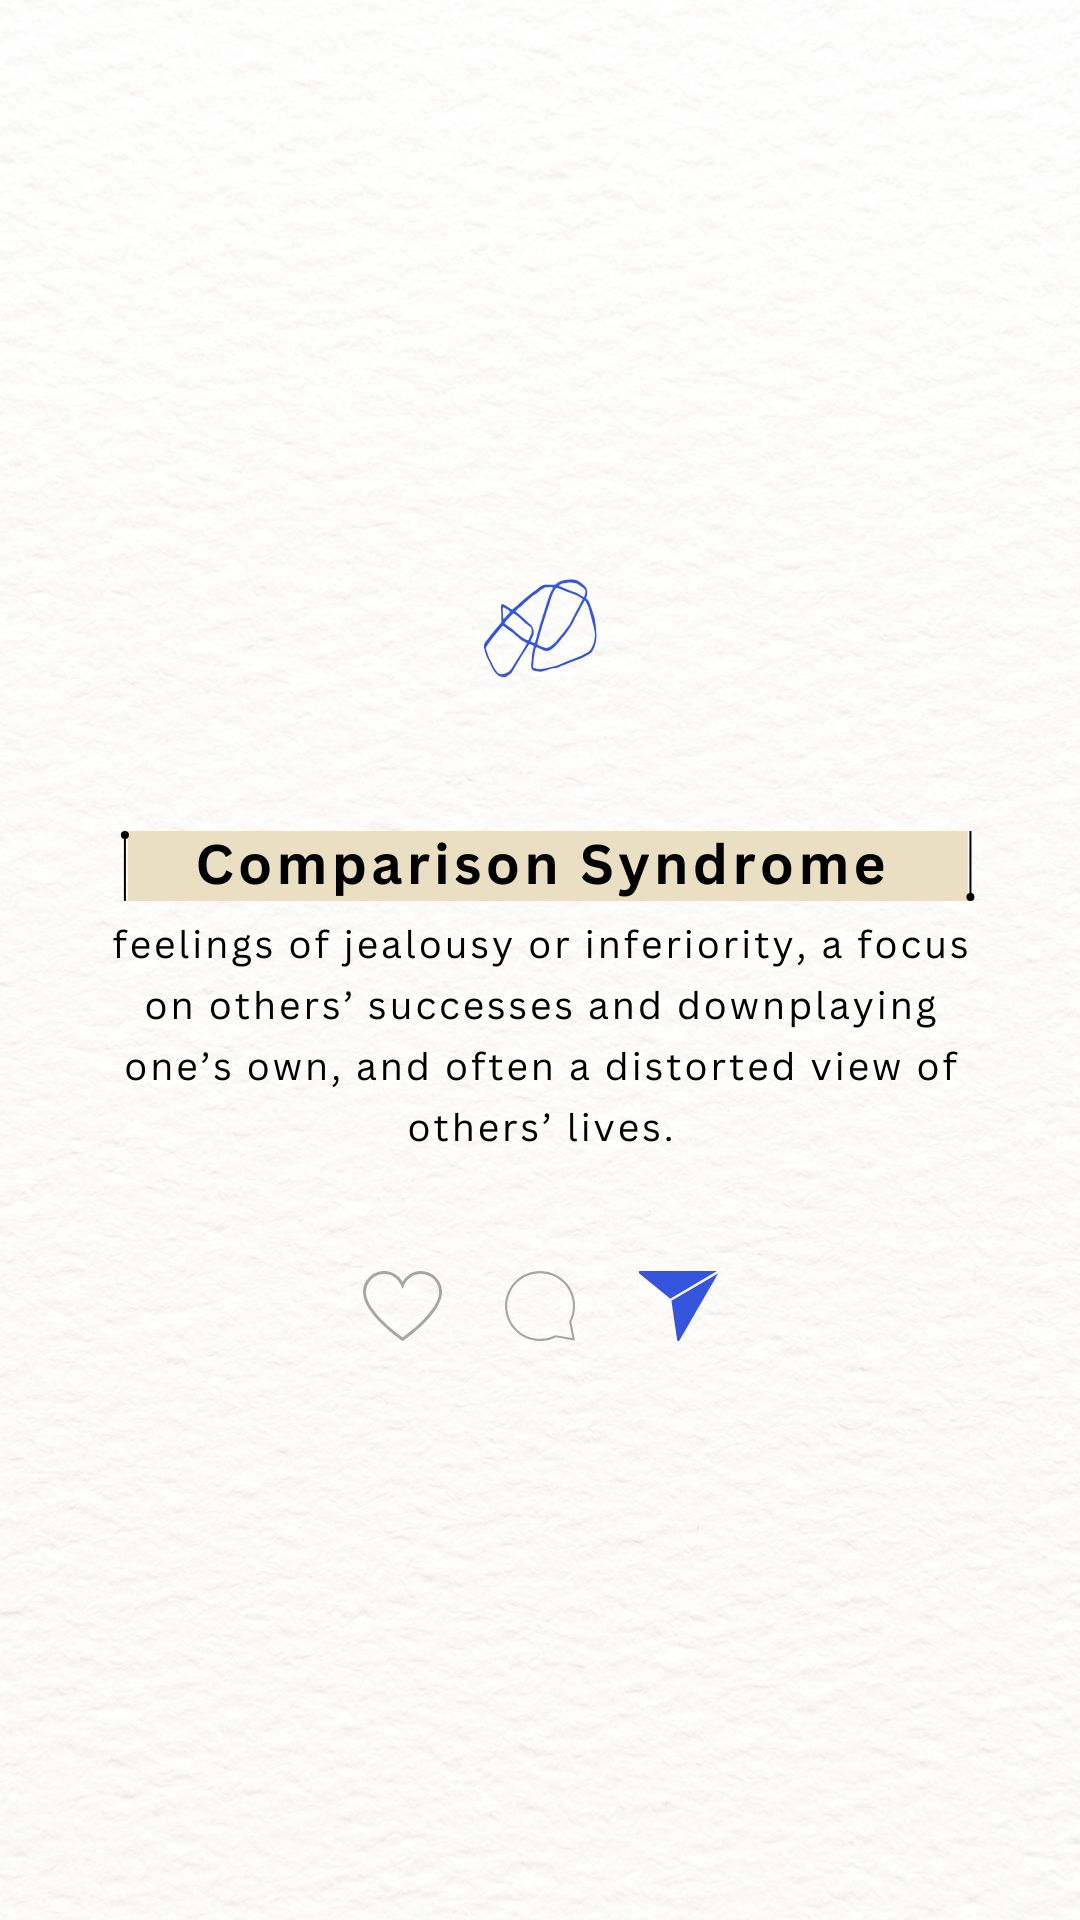 Comparison Syndrome
feelings of jealousy or inferiority, a focus
on others’ successes and downplaying
one’s own, and often a distorted view of
others’ lives.